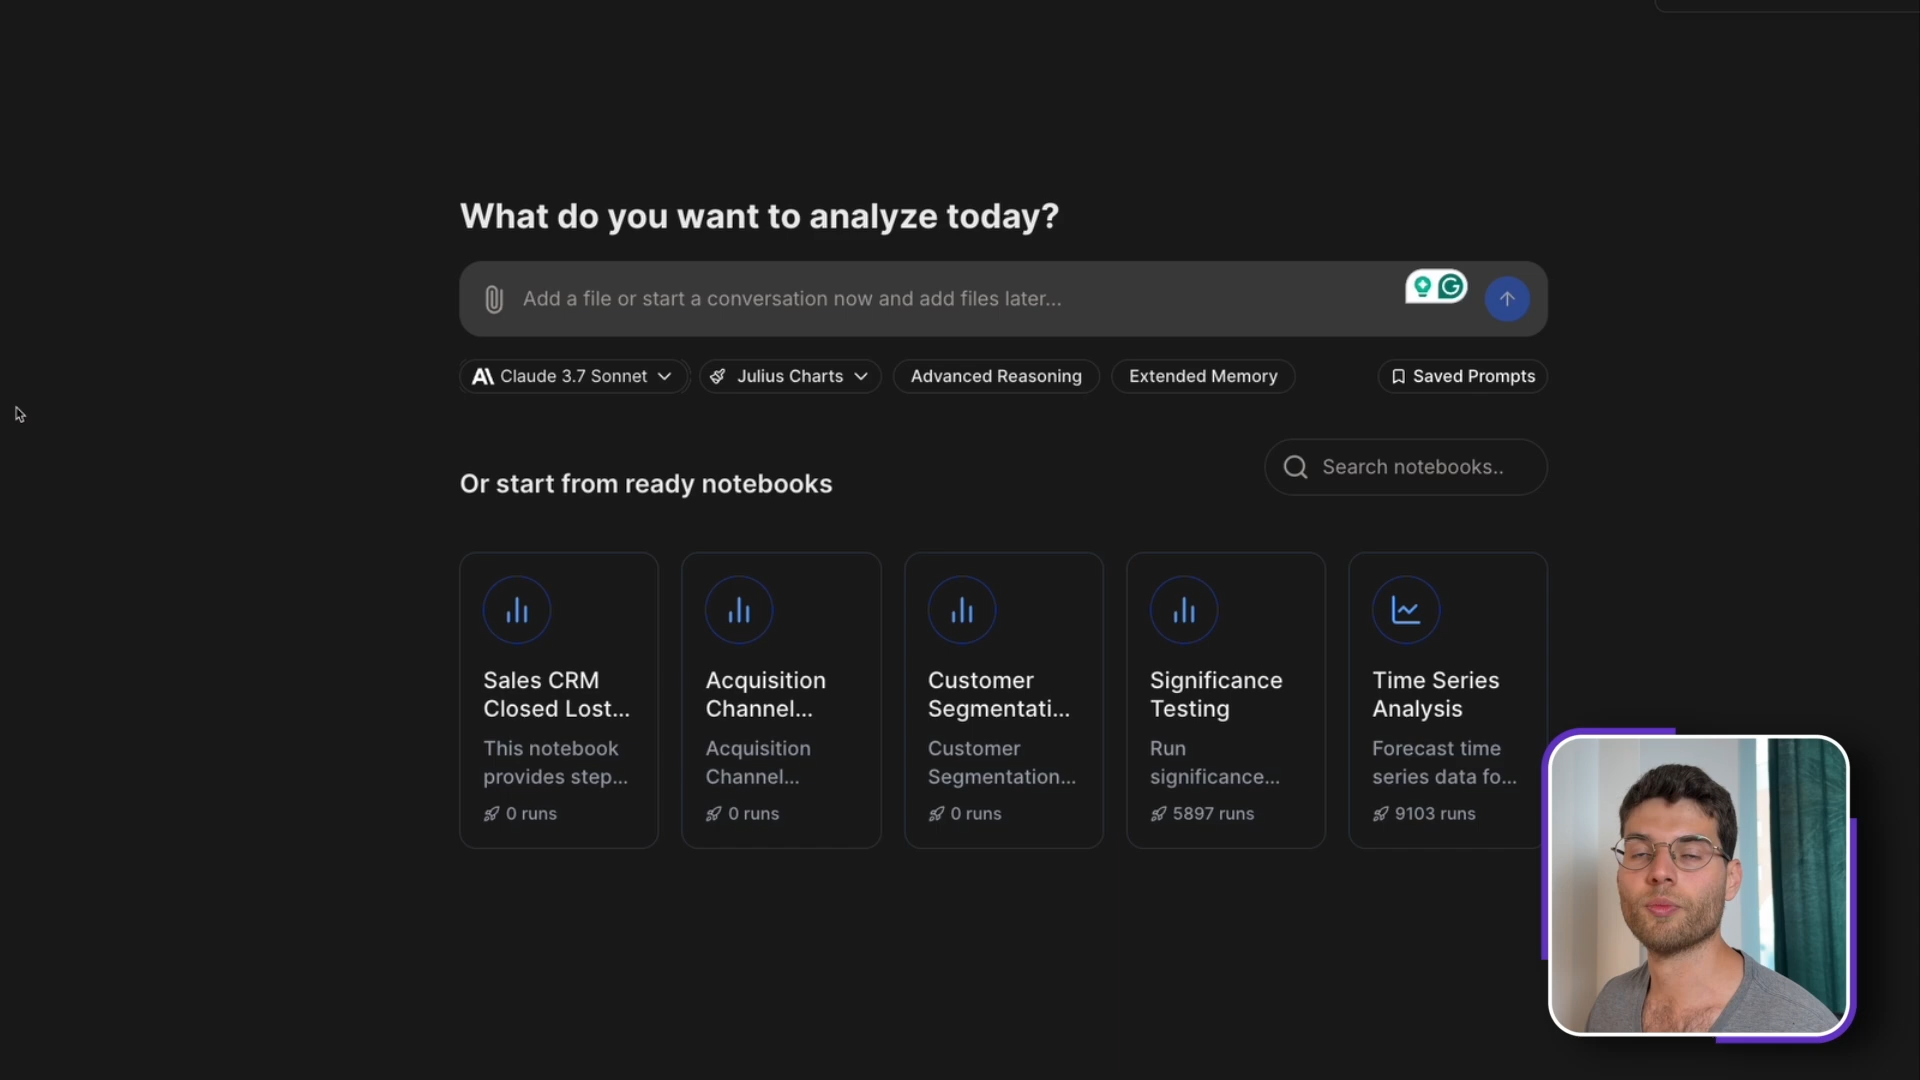 What do you want to analyze today?
Add a file or start a conversation now and add files later...
Claude 3.7 Sonnet
Julius Charts
Advanced Reasoning
Extended Memory
Saved Prompts
Or start from ready notebooks
Search notebooks..
Sales CRM
Closed Lost...
This notebook
provides step...
0 runs
Acquisition
Channel...
Acquisition
Channel...
0 runs
Customer
Segmentati...
Customer
Segmentation...
0 runs
Significance
Testing
Run
significance...
5897 runs
Time Series
Analysis
Forecast time
series data fo...
9103 runs